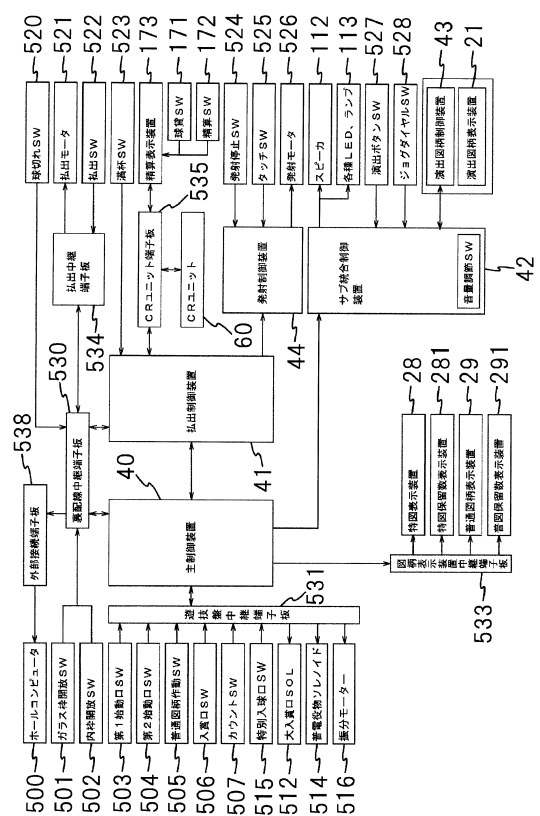 520
球切れSW
521
払出モータ
522
払出SW
523
満杯SW
173
精算表示装置
171
球貸SW
172
精算SW
524
発射停止SW
525
タッチSW
526
発射モータ
112
スピーカ
113
各種LED、ランプ
527
演出ボタンSW
528
ジョグダイヤルSW
43
演出図柄制御装置
21
演出図柄表示装置
払出中継端子板
534
CRユニット端子板
535
CRユニット
60
発射制御装置
44
サブ統合制御装置
音量調節SW
42
538
外部接続端子板
530
裏配線中継端子板
払出制御装置
41
主制御装置
40
遊技盤中継端子板
531
図柄表示装置中継端子板
533
特図表示装置
28
特図保留数表示装置
281
普通図柄表示装置
29
普図保留数表示装置
291
ホールコンピュータ
500
ガラス枠開放SW
501
内枠開放SW
502
第1始動口SW
503
第2始動口SW
504
普通図柄作動SW
505
入賞口SW
506
カウントSW
507
特別入球口SW
515
大入賞口SOL
512
普電役物ソレノイド
514
振分モーター
516